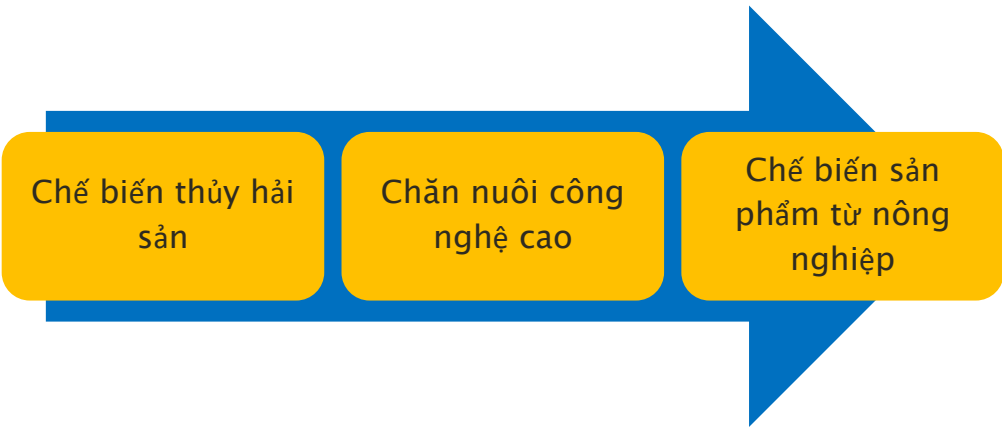 Chế biến thủy hải
sản
Chăn nuôi công
nghệ cao
Chế biến sản
phẩm từ nông
nghiệp